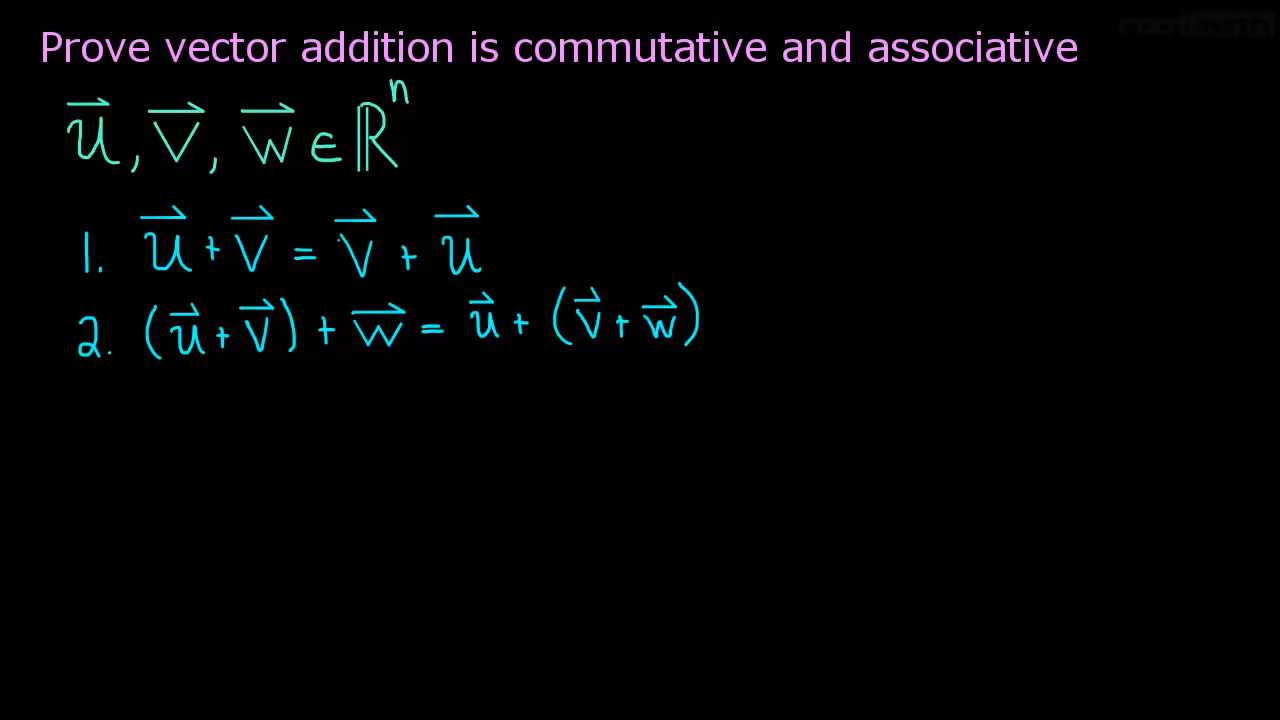 Prove vector addition is commutative and associative
u⃗, v⃗, w⃗ ∈ ℝⁿ
1. u⃗ + v⃗ = v⃗ + u⃗
2. (u⃗ + v⃗) + w⃗ = u⃗ + (v⃗ + w⃗)